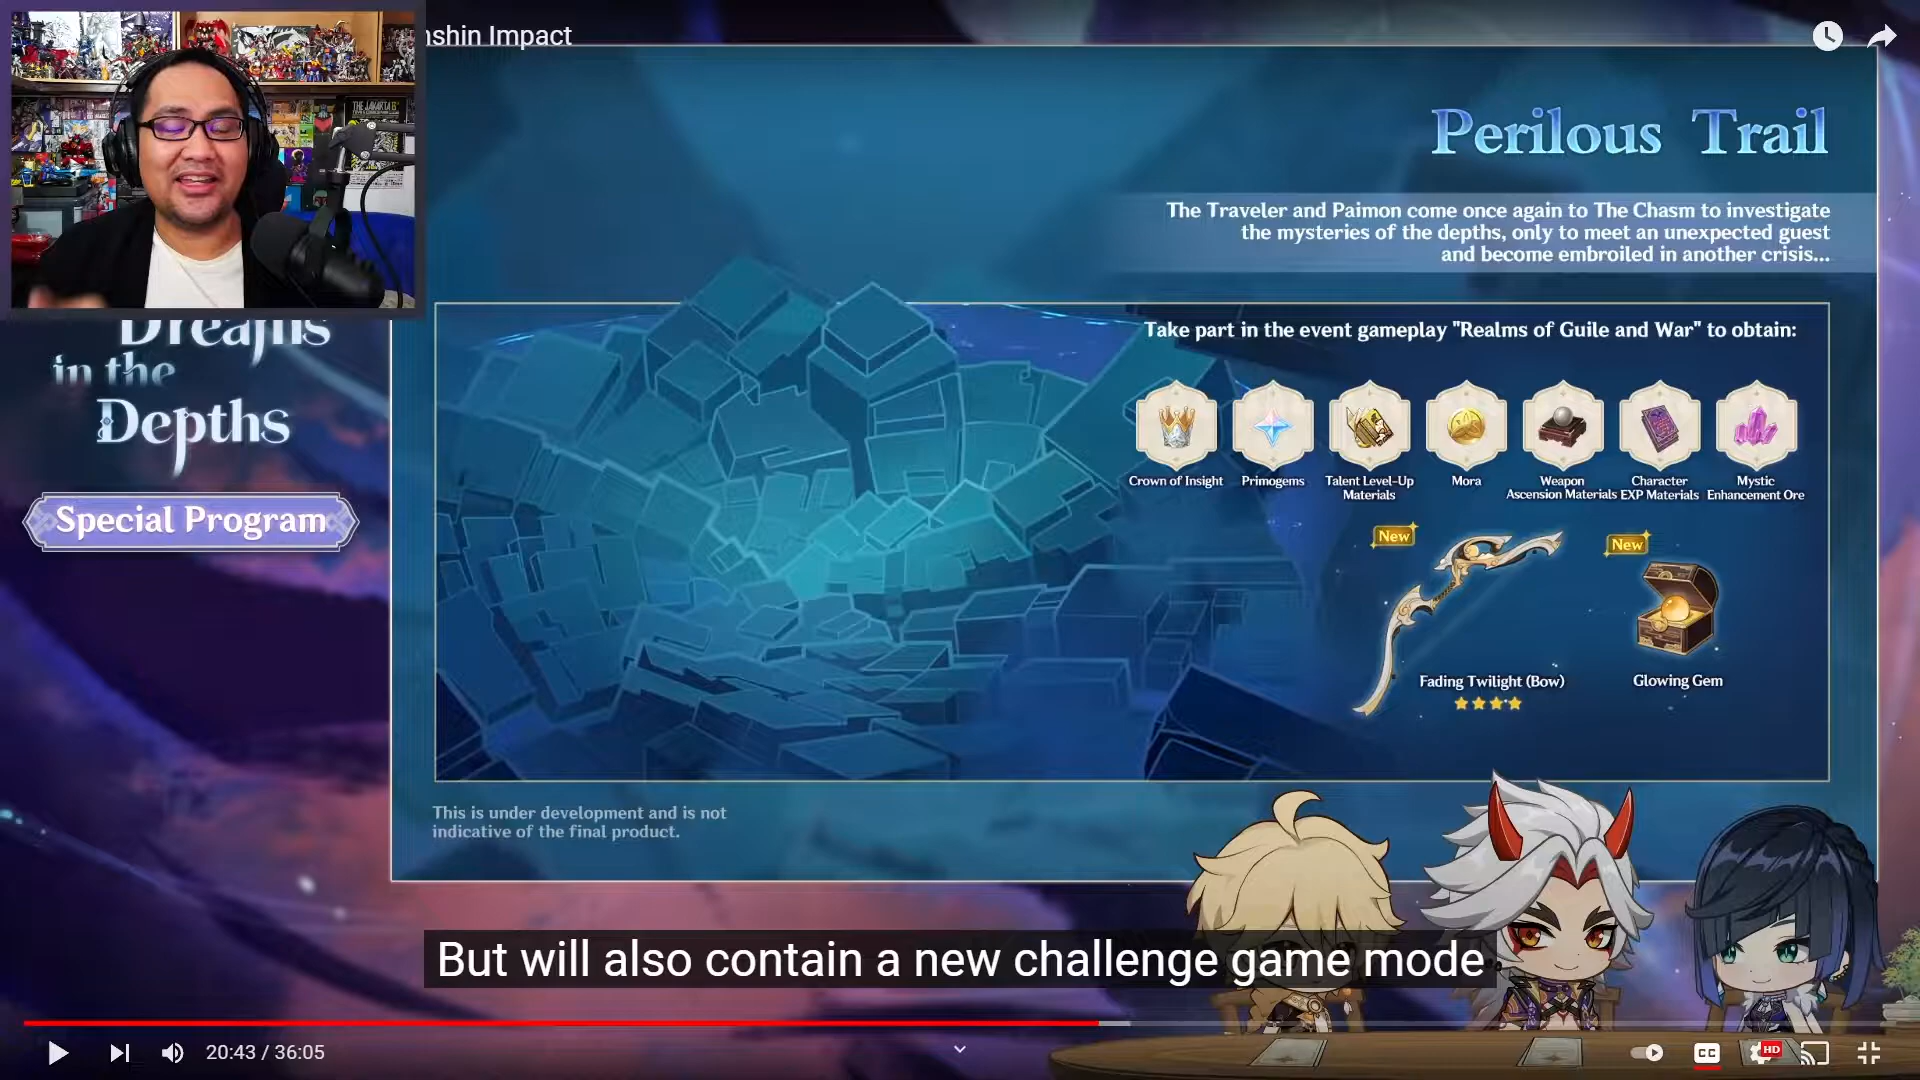 nshin Impact
Perilous Trail
The Traveler and Paimon come once again to The Chasm to investigate
the mysteries of the depths, only to meet an unexpected guest
and become embroiled in another crisis...
Dreams
in the
Depths
Special Program
Take part in the event gameplay "Realms of Guile and War" to obtain:
Crown of Insight
Primogems
Talent Level-Up
Materials
Mora
Weapon
Ascension Materials
Character
EXP Materials
Mystic
Enhancement Ore
New
Fading Twilight (Bow)
New
Glowing Gem
This is under development and is not
indicative of the final product.
But will also contain a new challenge game mode
20:43 / 36:05
CC
HD